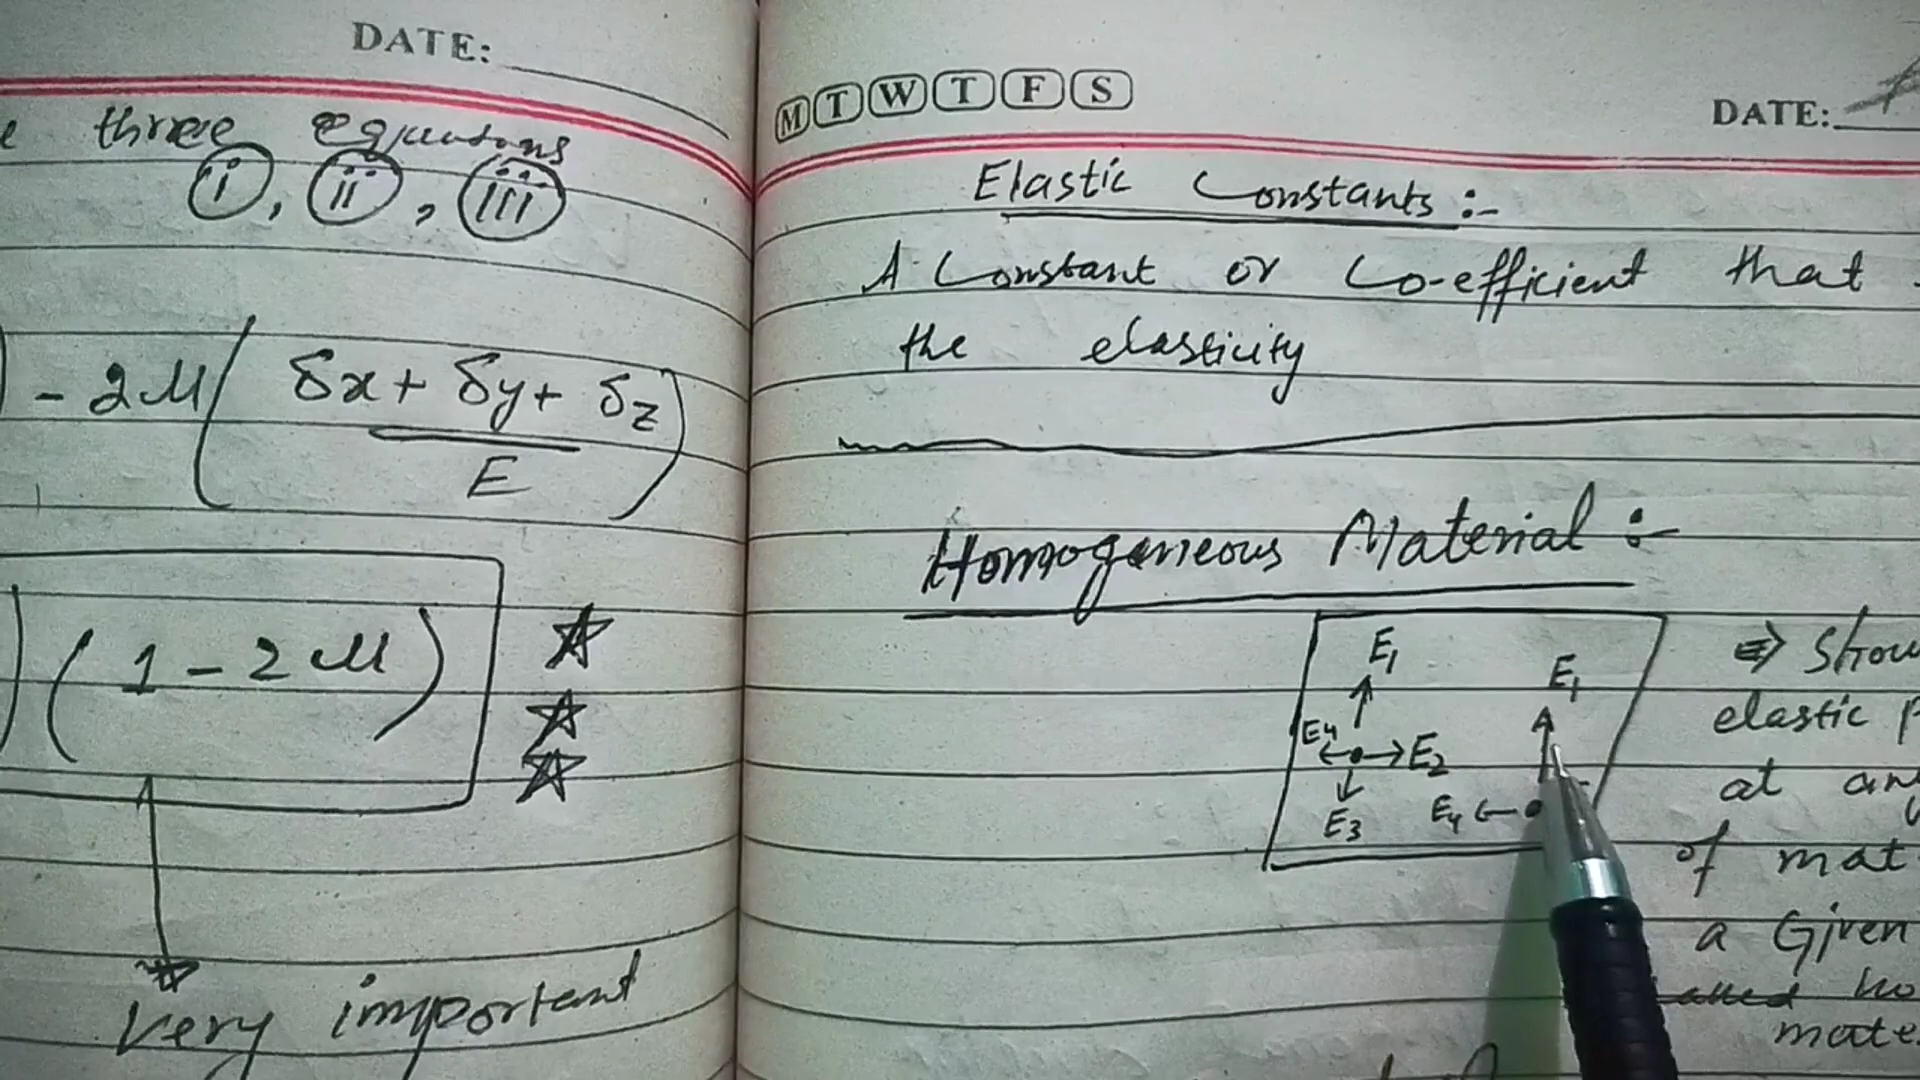 DATE:
three equations
i, ii, iii
- 2μ( δx + δy + δz / E )
) ( 1 - 2μ )
Very important
M T W T F S
DATE:
Elastic Constants :-
A Constant or Co-efficient that
the elasticity
Homogeneous Material :-
E1 E1
E4 E2
E3 E4
⇒ Show
elastic P
at any
of mat
a Given
ho
mate